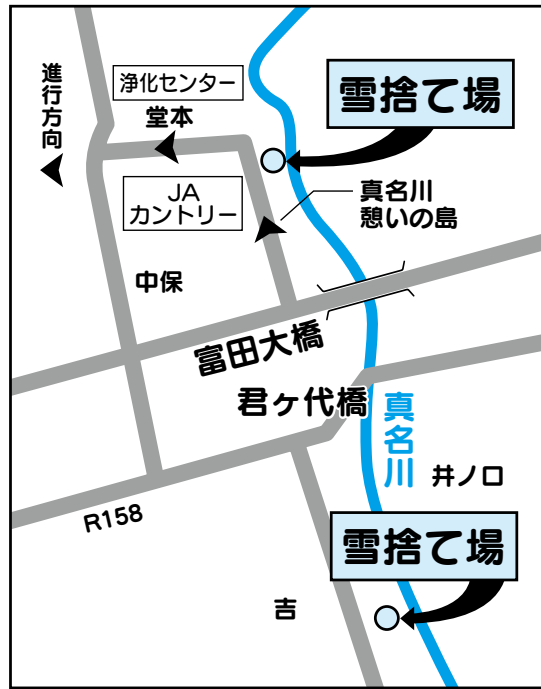 進行方向
浄化センター
堂本
雪捨て場
JA
カントリー
真名川
憩いの島
中保
富田大橋
君ヶ代橋
真名川
井ノ口
R158
雪捨て場
吉